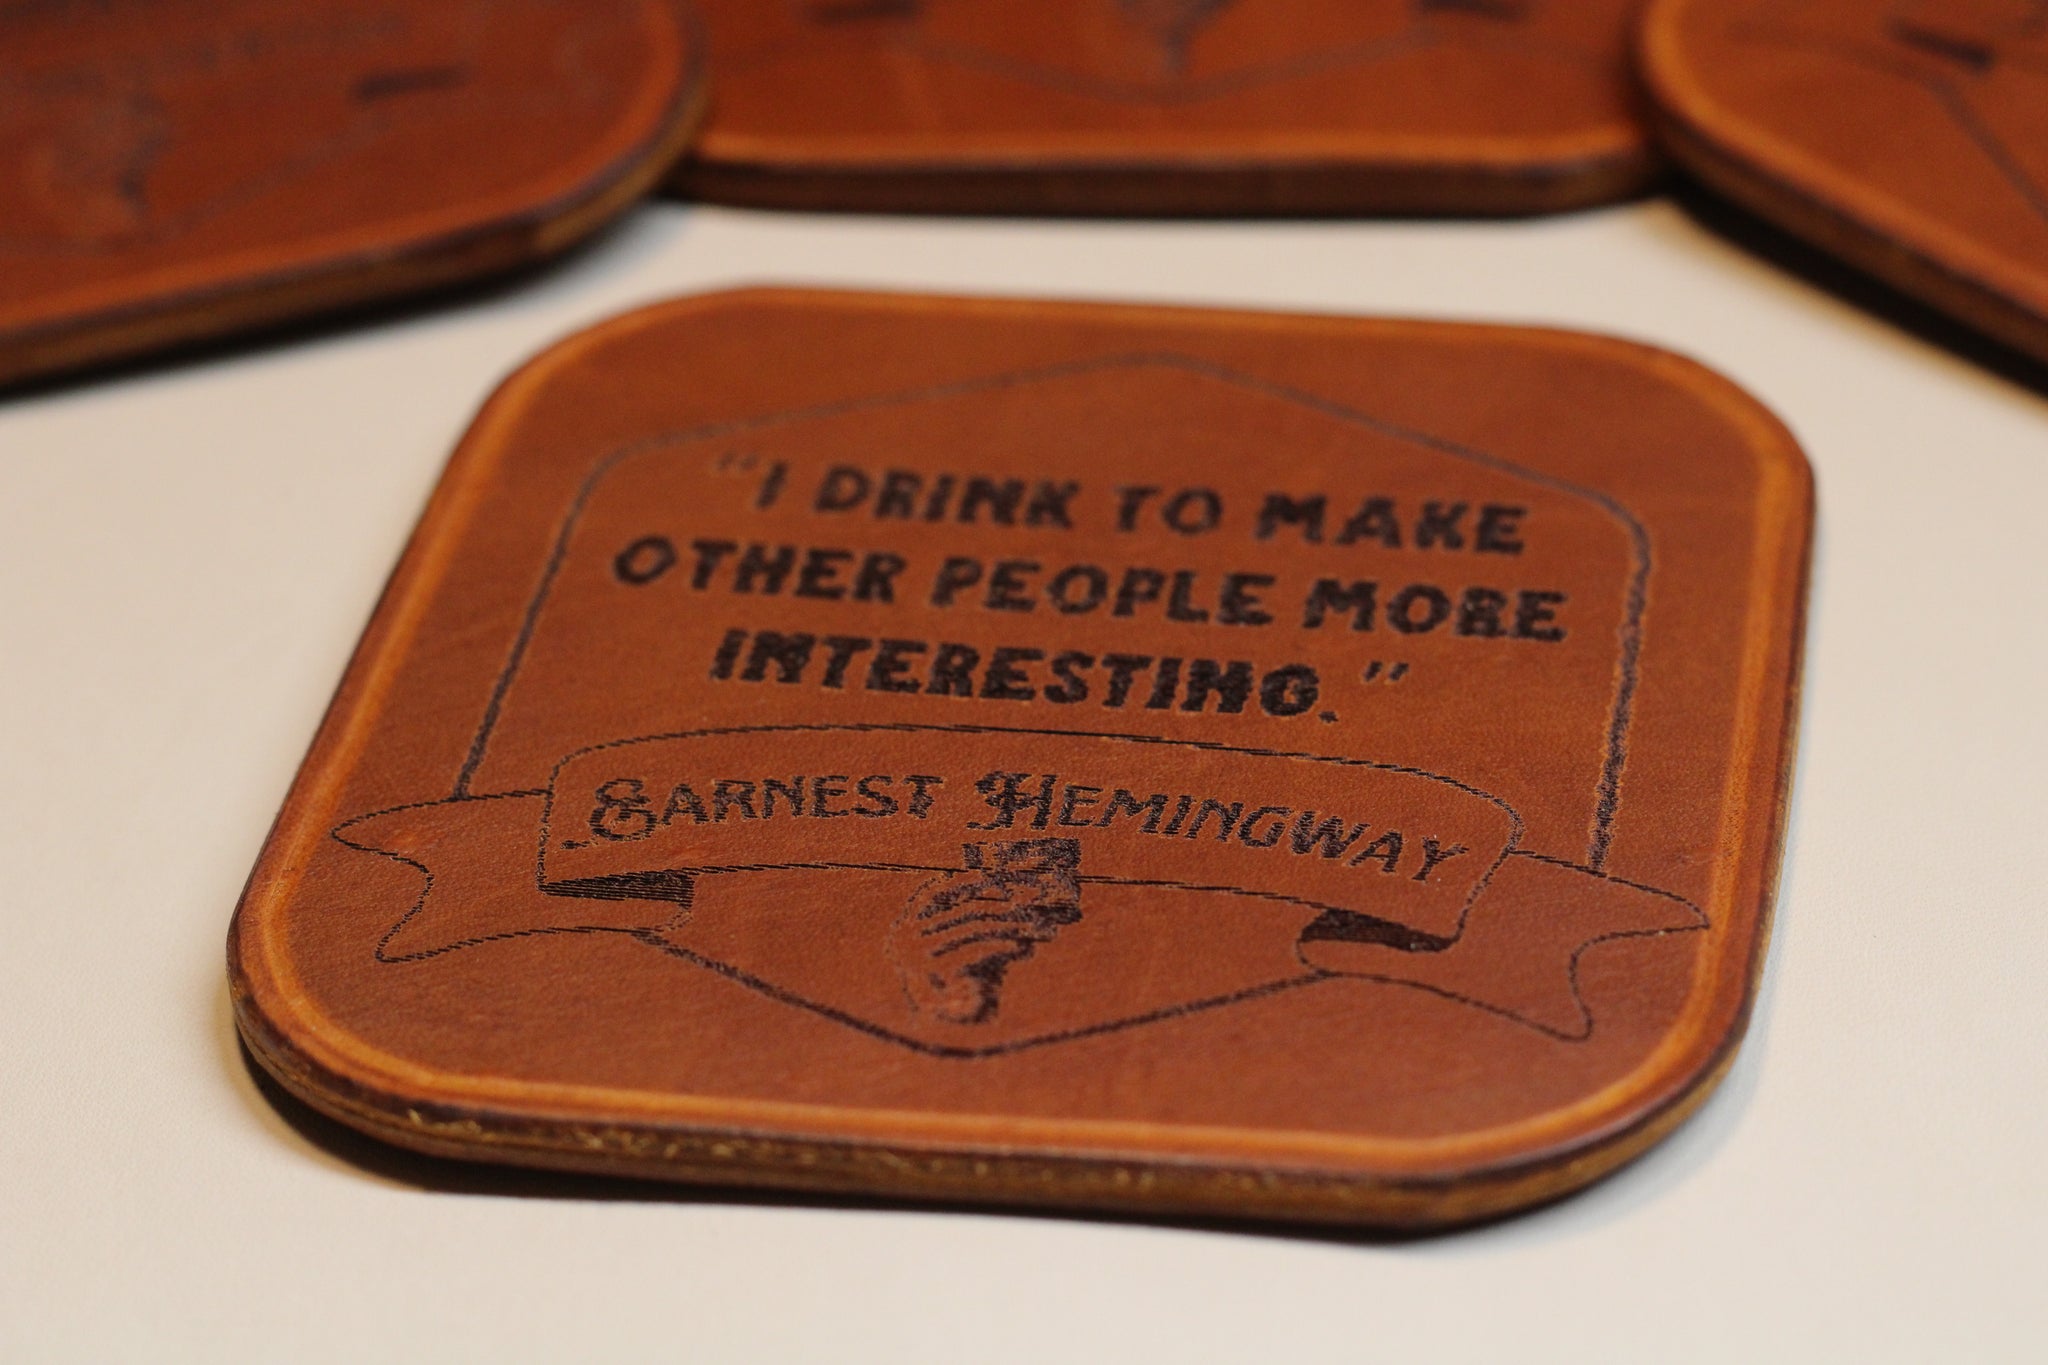 "I DRINK TO MAKE
OTHER PEOPLE MORE
INTERESTING."
EARNEST HEMINGWAY